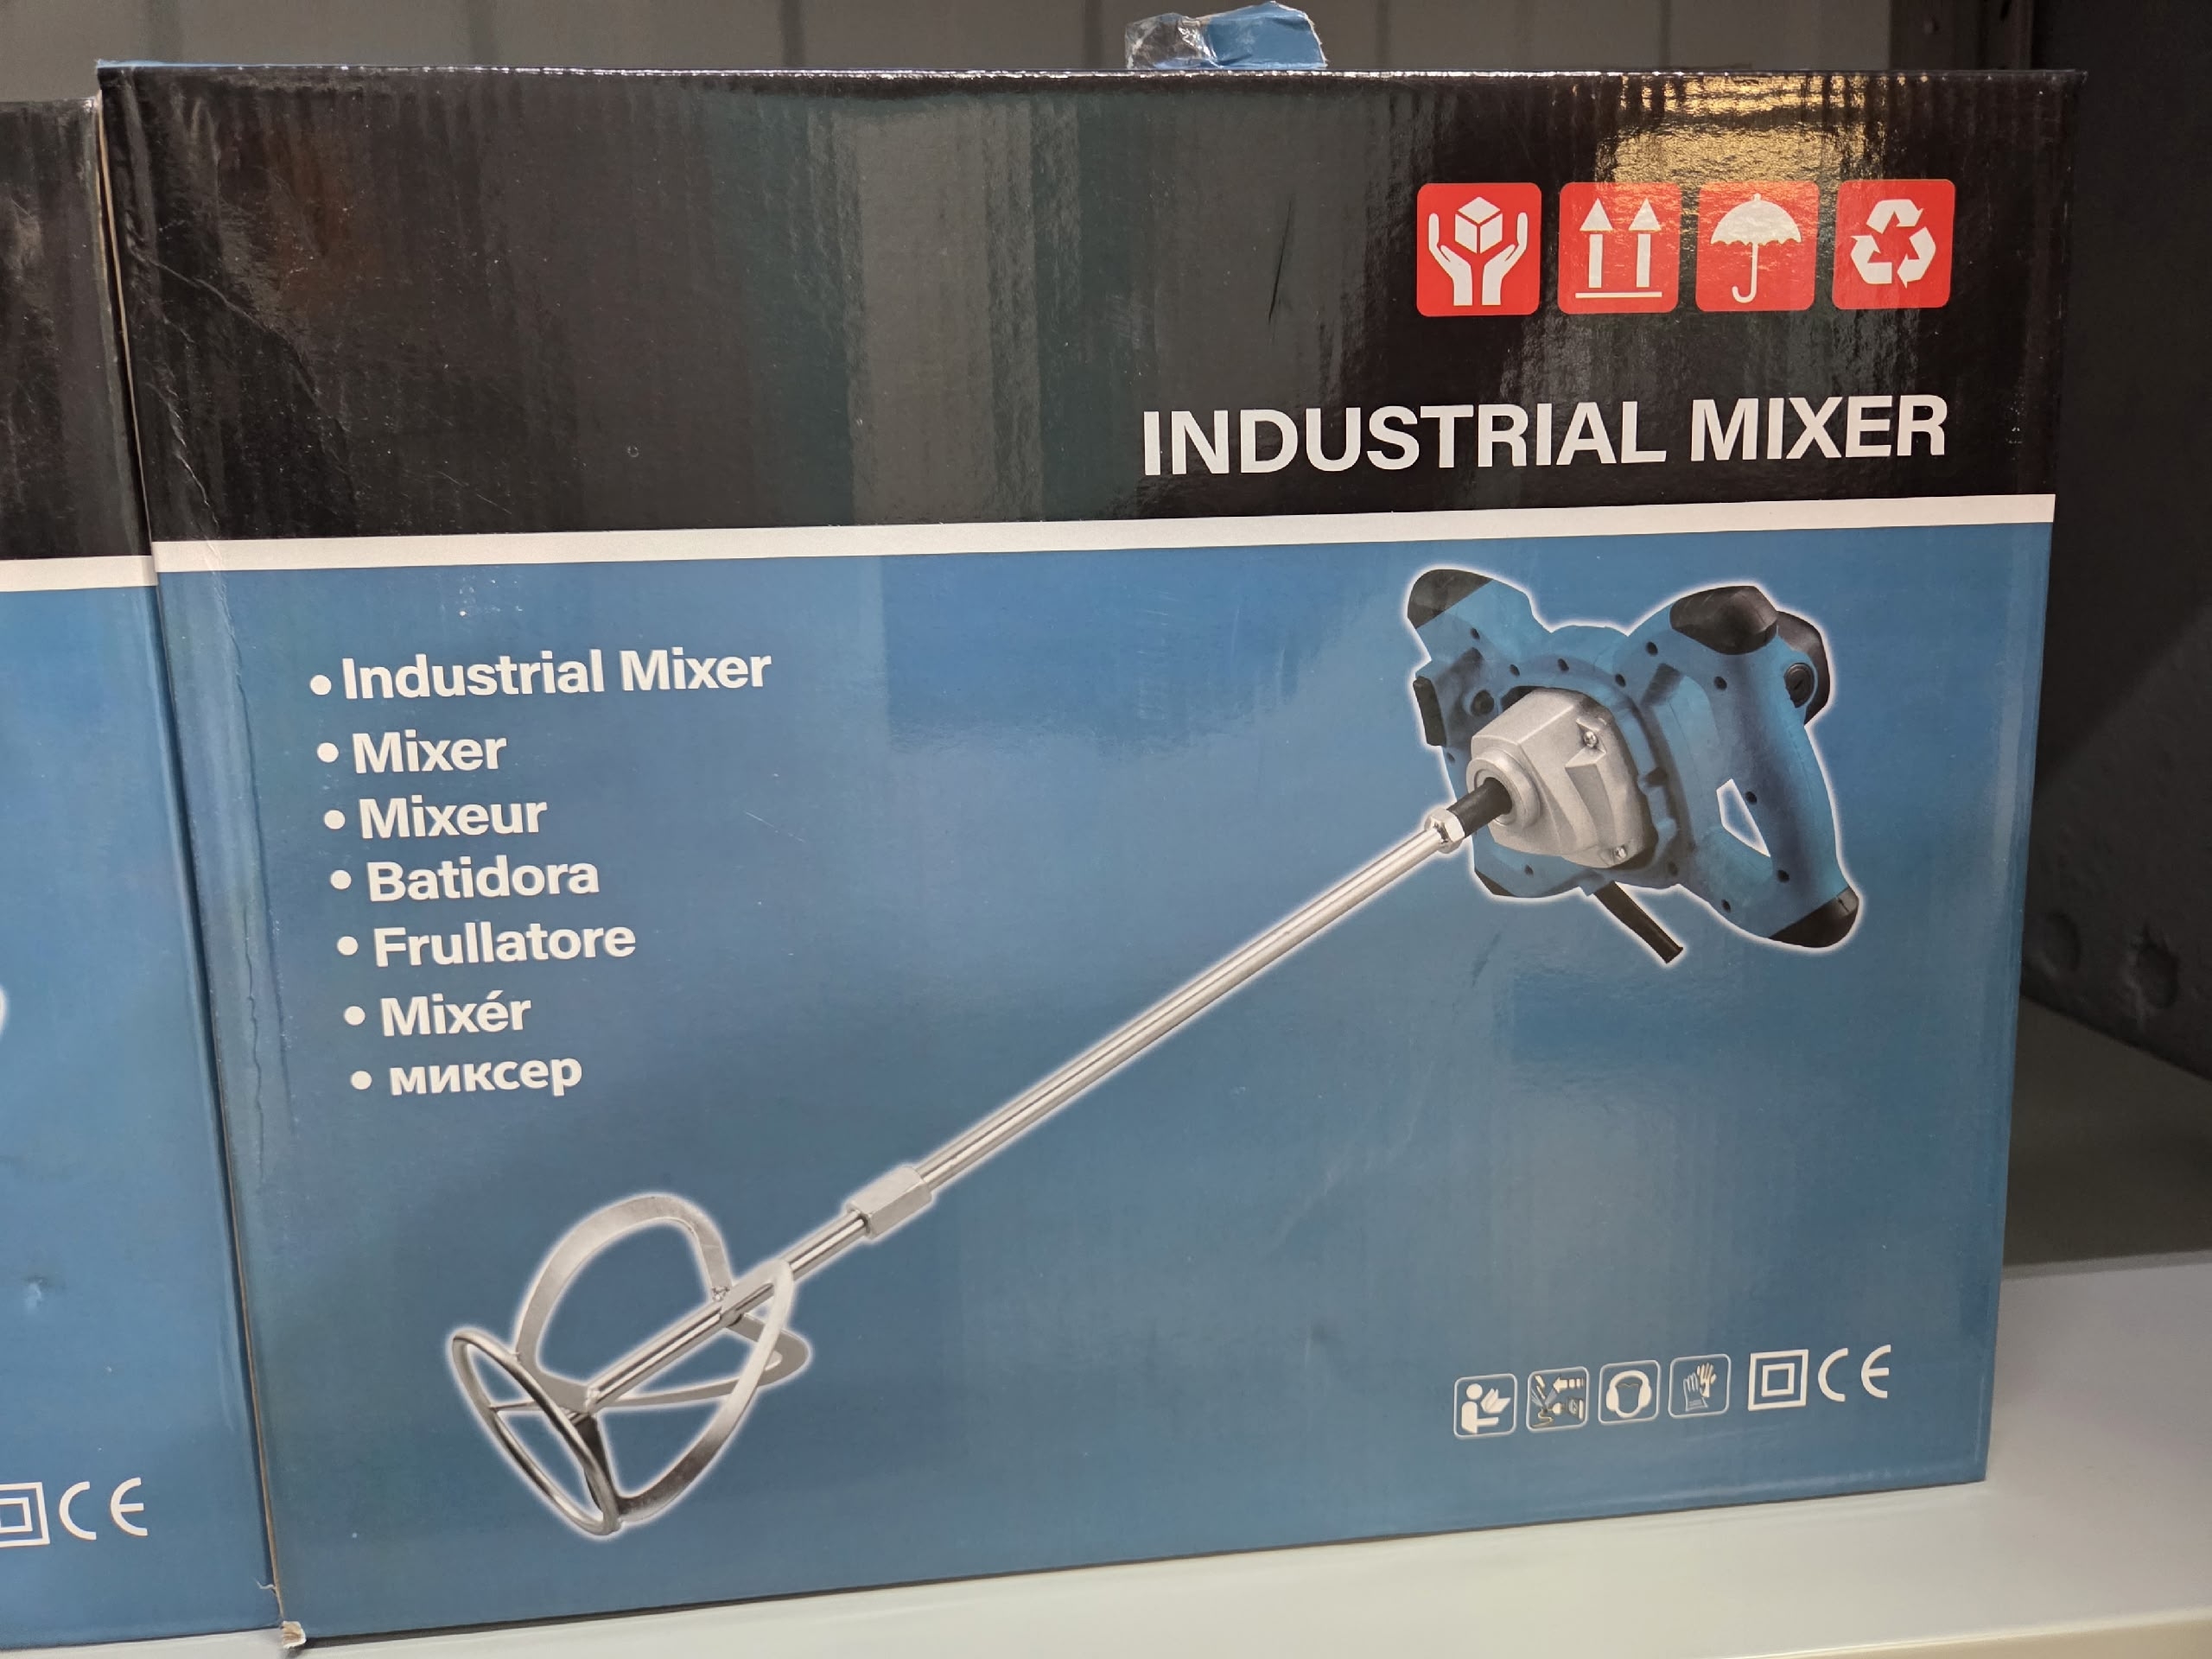 INDUSTRIAL MIXER
• Industrial Mixer
• Mixer
• Mixeur
• Batidora
• Frullatore
• Mixér
• миксер
CE
CE